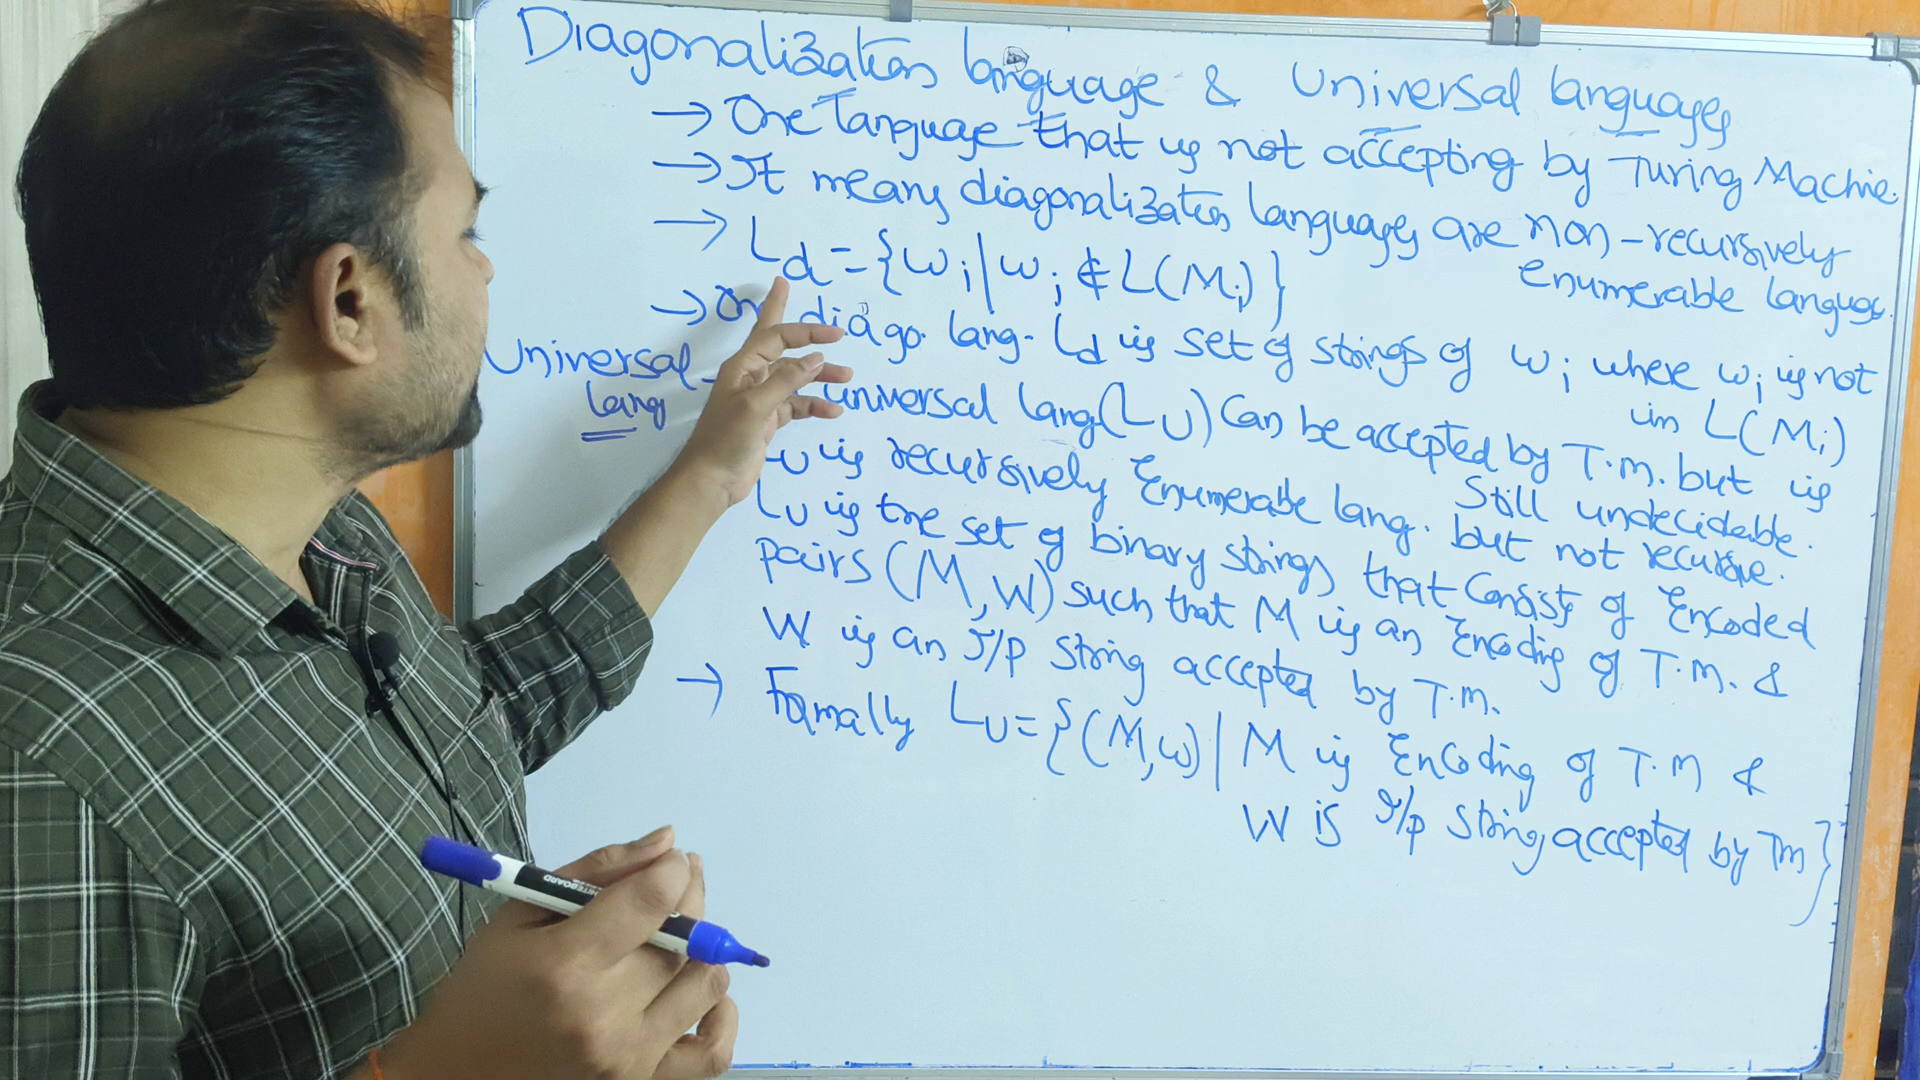 Diagonalization language & Universal languages
→ One language that is not accepting by Turing Machine.
→ It means diagonalization languages are non-recursively
enumerable language.
→ Ld = {wi | wi ∉ L(Mi)}
→ diago. lang. Ld is set of strings of wi where wi is not
in L(Mi)
Universal
lang
universal lang(LU) Can be accepted by T.M. but is
Still undecidable.
U is recursively Enumerable lang. but not recursive.
LU is the set of binary strings that Consists of Encoded
pairs (M, W) such that M is an Encoding of T.M. &
W is an I/p string accepted by T.M.
→ Formally LU = {(M, w) | M is Encoding of T.M &
W is I/p string accepted by Tm}
WHITEBOARD